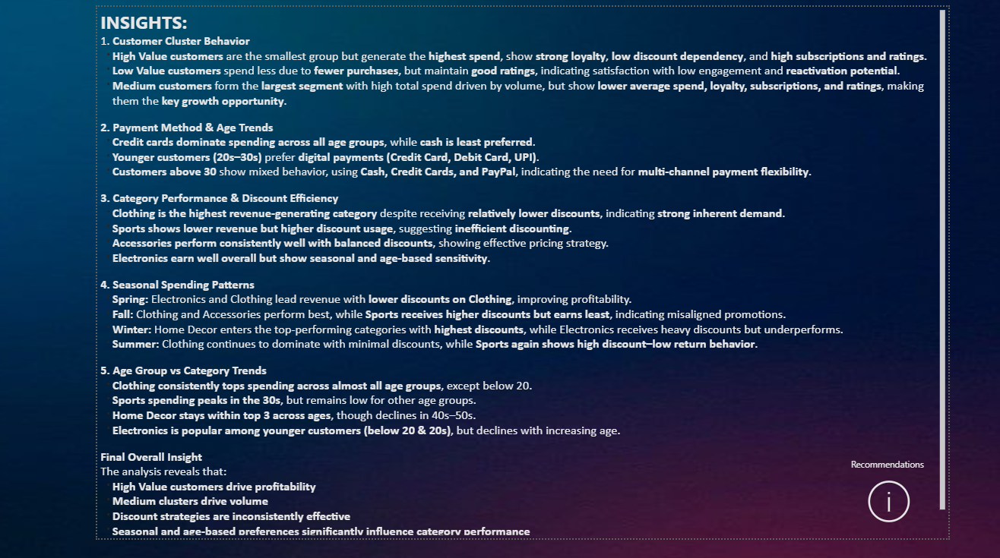 INSIGHTS:
1. Customer Cluster Behavior
High Value customers are the smallest group but generate the highest spend, show strong loyalty, low discount dependency, and high subscriptions and ratings.
Low Value customers spend less due to fewer purchases, but maintain good ratings, indicating satisfaction with low engagement and reactivation potential.
Medium customers form the largest segment with high total spend driven by volume, but show lower average spend, loyalty, subscriptions, and ratings, making
them the key growth opportunity.
2. Payment Method & Age Trends
Credit cards dominate spending across all age groups, while cash is least preferred.
Younger customers (20s–30s) prefer digital payments (Credit Card, Debit Card, UPI).
Customers above 30 show mixed behavior, using Cash, Credit Cards, and PayPal, indicating the need for multi-channel payment flexibility.
3. Category Performance & Discount Efficiency
Clothing is the highest revenue-generating category despite receiving relatively lower discounts, indicating strong inherent demand.
Sports shows lower revenue but higher discount usage, suggesting inefficient discounting.
Accessories perform consistently well with balanced discounts, showing effective pricing strategy.
Electronics earn well overall but show seasonal and age-based sensitivity.
4. Seasonal Spending Patterns
Spring: Electronics and Clothing lead revenue with lower discounts on Clothing, improving profitability.
Fall: Clothing and Accessories perform best, while Sports receives higher discounts but earns least, indicating misaligned promotions.
Winter: Home Decor enters the top-performing categories with highest discounts, while Electronics receives heavy discounts but underperforms.
Summer: Clothing continues to dominate with minimal discounts, while Sports again shows high discount–low return behavior.
5. Age Group vs Category Trends
Clothing consistently tops spending across almost all age groups, except below 20.
Sports spending peaks in the 30s, but remains low for other age groups.
Home Decor stays within top 3 across ages, though declines in 40s–50s.
Electronics is popular among younger customers (below 20 & 20s), but declines with increasing age.
Final Overall Insight
The analysis reveals that:
High Value customers drive profitability
Medium clusters drive volume
Discount strategies are inconsistently effective
Seasonal and age-based preferences significantly influence category performance
Recommendations
i